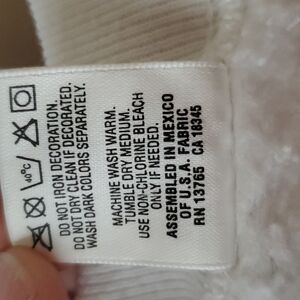 40°C
DO NOT IRON DECORATION.
DO NOT DRY CLEAN IF DECORATED.
WASH DARK COLORS SEPARATELY.
MACHINE WASH WARM.
TUMBLE DRY MEDIUM.
USE NON-CHLORINE BLEACH
ONLY IF NEEDED.
ASSEMBLED IN MEXICO
OF U.S.A. FABRIC
RN 13765 CA 18345